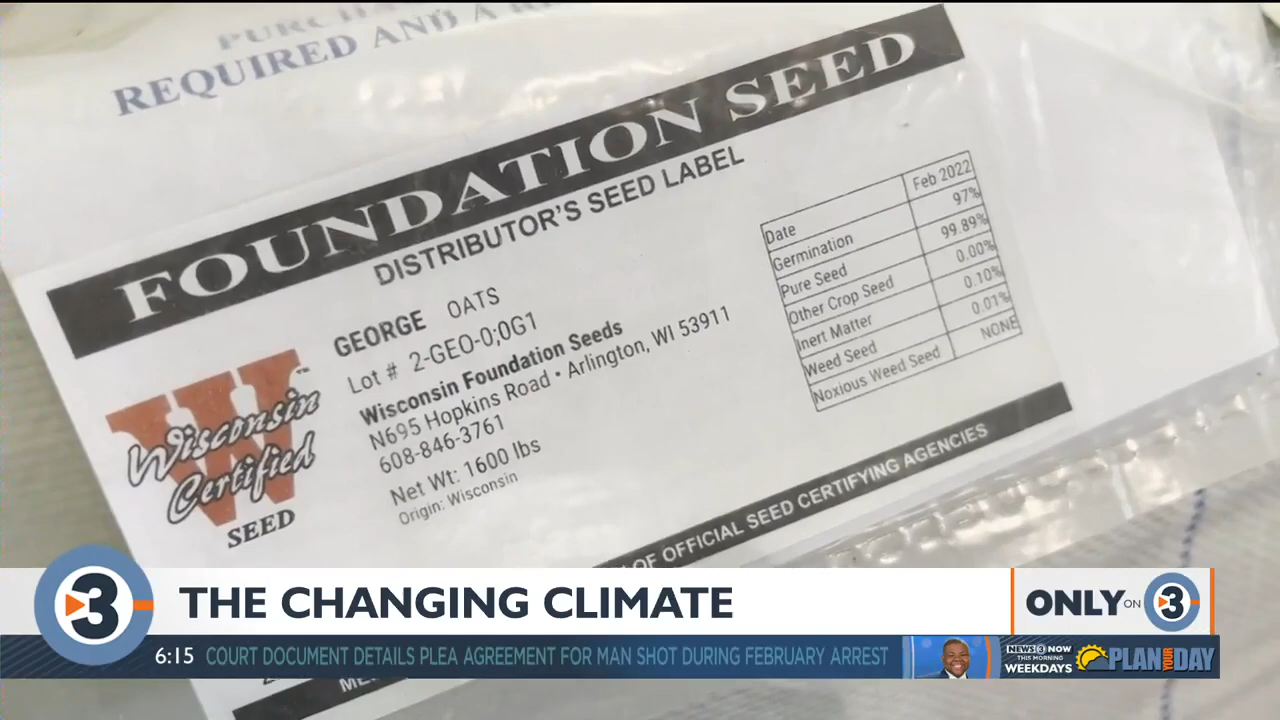 REQUIRED AND A
FOUNDATION SEED
DISTRIBUTOR'S SEED LABEL
GEORGE OATS
Lot # 2-GEO-0;0G1
Wisconsin Foundation Seeds
N695 Hopkins Road • Arlington, WI 53911
608-846-3761
Net Wt: 1600 lbs
Origin: Wisconsin
Wisconsin
Certified
SEED
Date Feb 2022
Germination 97%
Pure Seed 99.89%
Other Crop Seed 0.00%
Inert Matter 0.10%
Weed Seed 0.01%
Noxious Weed Seed NONE
OF OFFICIAL SEED CERTIFYING AGENCIES
3 THE CHANGING CLIMATE
ONLY ON 3
6:15 COURT DOCUMENT DETAILS PLEA AGREEMENT FOR MAN SHOT DURING FEBRUARY ARREST
NEWS 3 NOW
THIS MORNING
WEEKDAYS
PLAN YOUR DAY